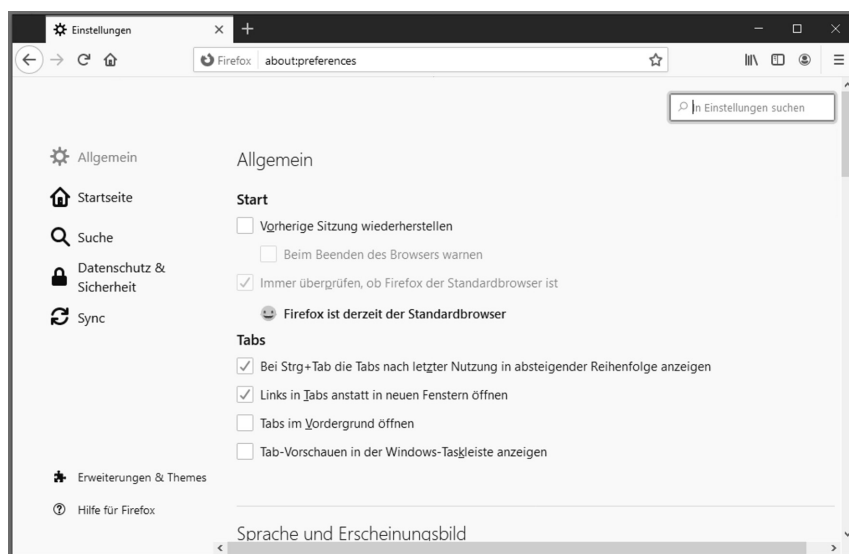 Einstellungen
Firefox about:preferences
In Einstellungen suchen
Allgemein
Startseite
Suche
Datenschutz &
Sicherheit
Sync
Erweiterungen & Themes
Hilfe für Firefox
Allgemein
Start
Vorherige Sitzung wiederherstellen
Beim Beenden des Browsers warnen
Immer überprüfen, ob Firefox der Standardbrowser ist
Firefox ist derzeit der Standardbrowser
Tabs
Bei Strg+Tab die Tabs nach letzter Nutzung in absteigender Reihenfolge anzeigen
Links in Tabs anstatt in neuen Fenstern öffnen
Tabs im Vordergrund öffnen
Tab-Vorschauen in der Windows-Taskleiste anzeigen
Sprache und Erscheinungsbild